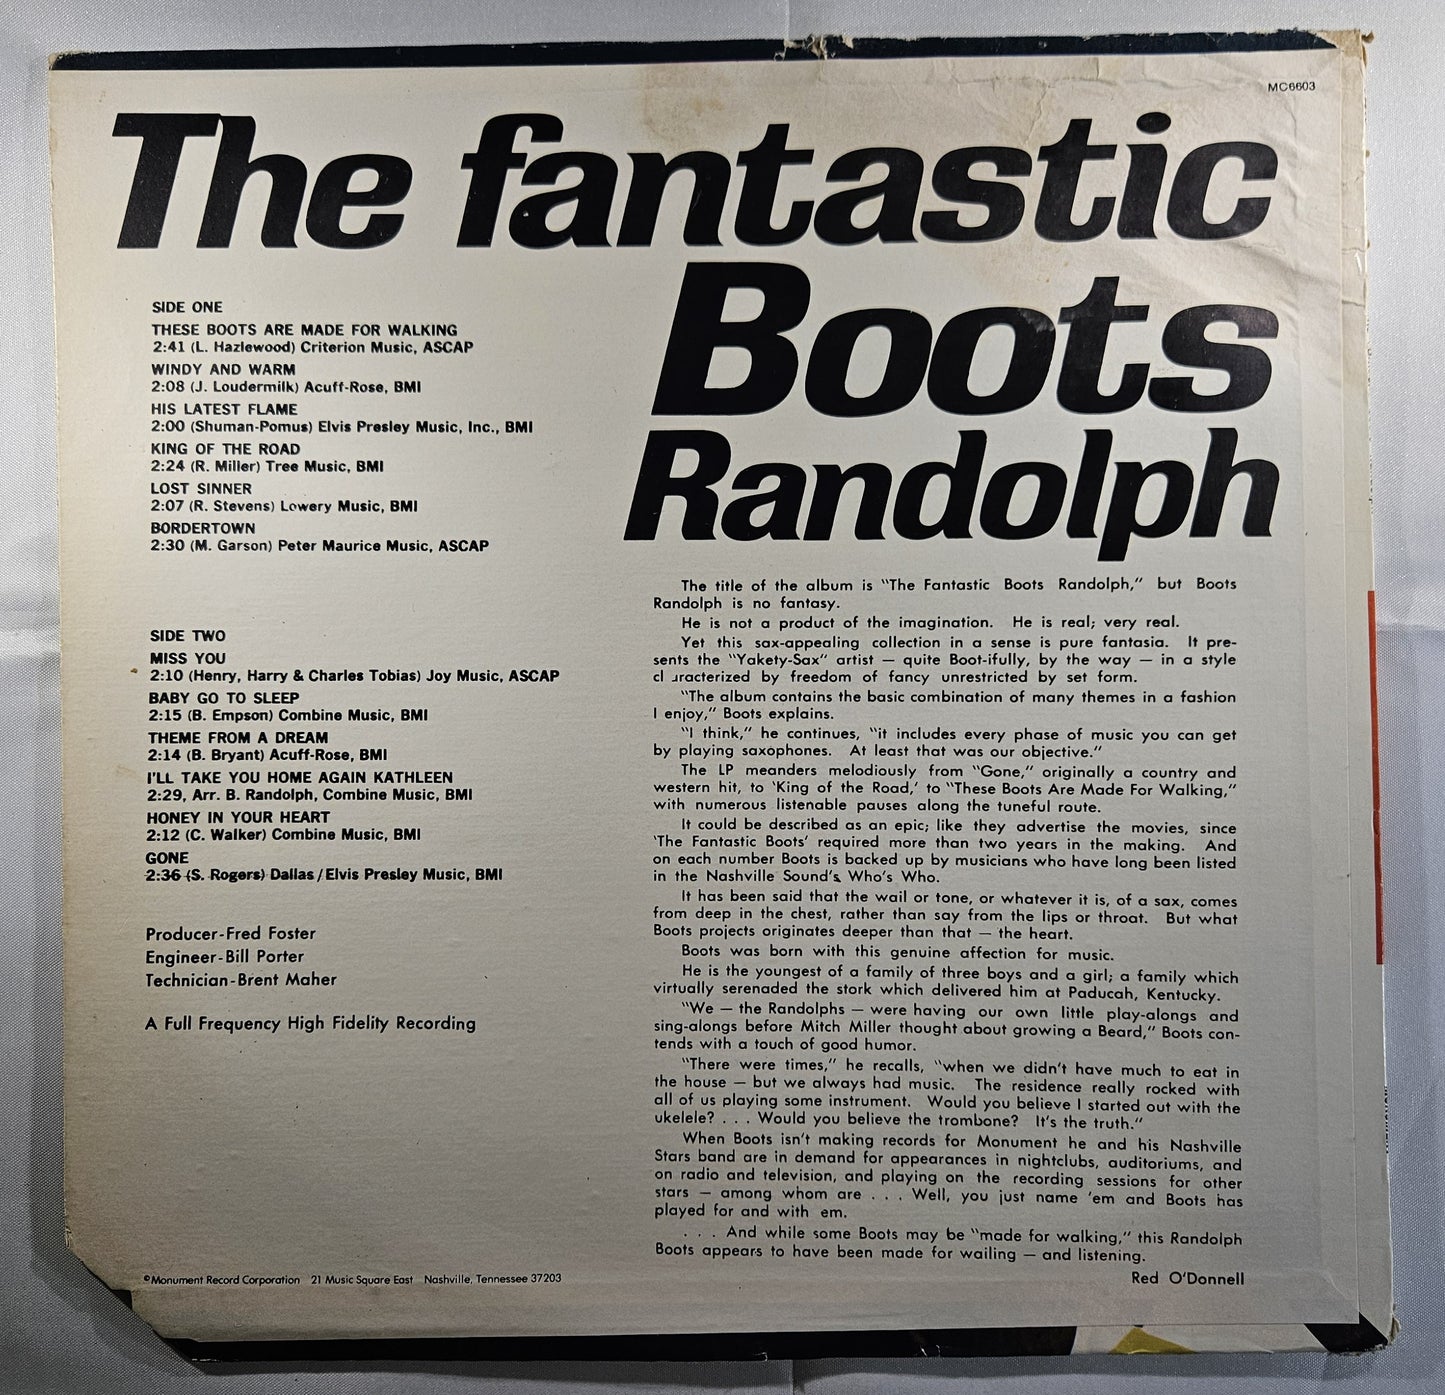 MC6603
The fantastic
Boots
Randolph
SIDE ONE
THESE BOOTS ARE MADE FOR WALKING
2:41 (L. Hazlewood) Criterion Music, ASCAP
WINDY AND WARM
2:08 (J. Loudermilk) Acuff-Rose, BMI
HIS LATEST FLAME
2:00 (Shuman-Pomus) Elvis Presley Music, Inc., BMI
KING OF THE ROAD
2:24 (R. Miller) Tree Music, BMI
LOST SINNER
2:07 (R. Stevens) Lowery Music, BMI
BORDERTOWN
2:30 (M. Garson) Peter Maurice Music, ASCAP
SIDE TWO
MISS YOU
2:10 (Henry, Harry & Charles Tobias) Joy Music, ASCAP
BABY GO TO SLEEP
2:15 (B. Empson) Combine Music, BMI
THEME FROM A DREAM
2:14 (B. Bryant) Acuff-Rose, BMI
I'LL TAKE YOU HOME AGAIN KATHLEEN
2:29, Arr. B. Randolph, Combine Music, BMI
HONEY IN YOUR HEART
2:12 (C. Walker) Combine Music, BMI
GONE
2:36 (S. Rogers) Dallas/Elvis Presley Music, BMI
Producer-Fred Foster
Engineer-Bill Porter
Technician-Brent Maher
A Full Frequency High Fidelity Recording
The title of the album is "The Fantastic Boots Randolph," but Boots
Randolph is no fantasy.
He is not a product of the imagination. He is real; very real.
Yet this sax-appealing collection in a sense is pure fantasia. It pre-
sents the "Yakety-Sax" artist — quite Boot-ifully, by the way — in a style
cl aracterized by freedom of fancy unrestricted by set form.
"The album contains the basic combination of many themes in a fashion
I enjoy," Boots explains.
"I think," he continues, "it includes every phase of music you can get
by playing saxophones. At least that was our objective."
The LP meanders melodiously from "Gone," originally a country and
western hit, to 'King of the Road,' to "These Boots Are Made For Walking,"
with numerous listenable pauses along the tuneful route.
It could be described as an epic; like they advertise the movies, since
'The Fantastic Boots' required more than two years in the making. And
on each number Boots is backed up by musicians who have long been listed
in the Nashville Sound's Who's Who.
It has been said that the wail or tone, or whatever it is, of a sax, comes
from deep in the chest, rather than say from the lips or throat. But what
Boots projects originates deeper than that — the heart.
Boots was born with this genuine affection for music.
He is the youngest of a family of three boys and a girl; a family which
virtually serenaded the stork which delivered him at Paducah, Kentucky.
"We — the Randolphs — were having our own little play-alongs and
sing-alongs before Mitch Miller thought about growing a Beard," Boots con-
tends with a touch of good humor.
"There were times," he recalls, "when we didn't have much to eat in
the house — but we always had music. The residence really rocked with
all of us playing some instrument. Would you believe I started out with the
ukelele? . . . Would you believe the trombone? It's the truth."
When Boots isn't making records for Monument he and his Nashville
Stars band are in demand for appearances in nightclubs, auditoriums, and
on radio and television, and playing on the recording sessions for other
stars — among whom are . . . Well, you just name 'em and Boots has
played for and with em.
. . . And while some Boots may be "made for walking," this Randolph
Boots appears to have been made for wailing — and listening.
Red O'Donnell
©Monument Record Corporation 21 Music Square East Nashville, Tennessee 37203